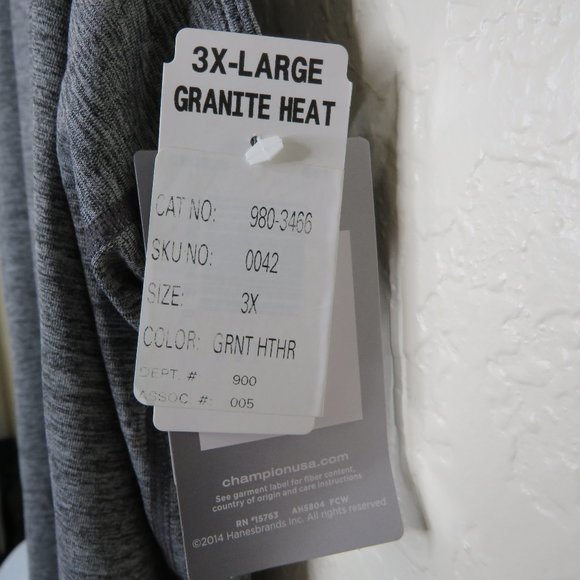 3X-LARGE
GRANITE HEAT
CAT NO: 980-3466
SKU NO: 0042
SIZE: 3X
COLOR: GRNT HTHR
DEPT. # 900
ASSOC #: 005
championusa.com
See garment label for fiber content,
country of origin and care instructions
RN #15763 AH5804 FCW
©2014 Hanesbrands Inc. All rights reserved